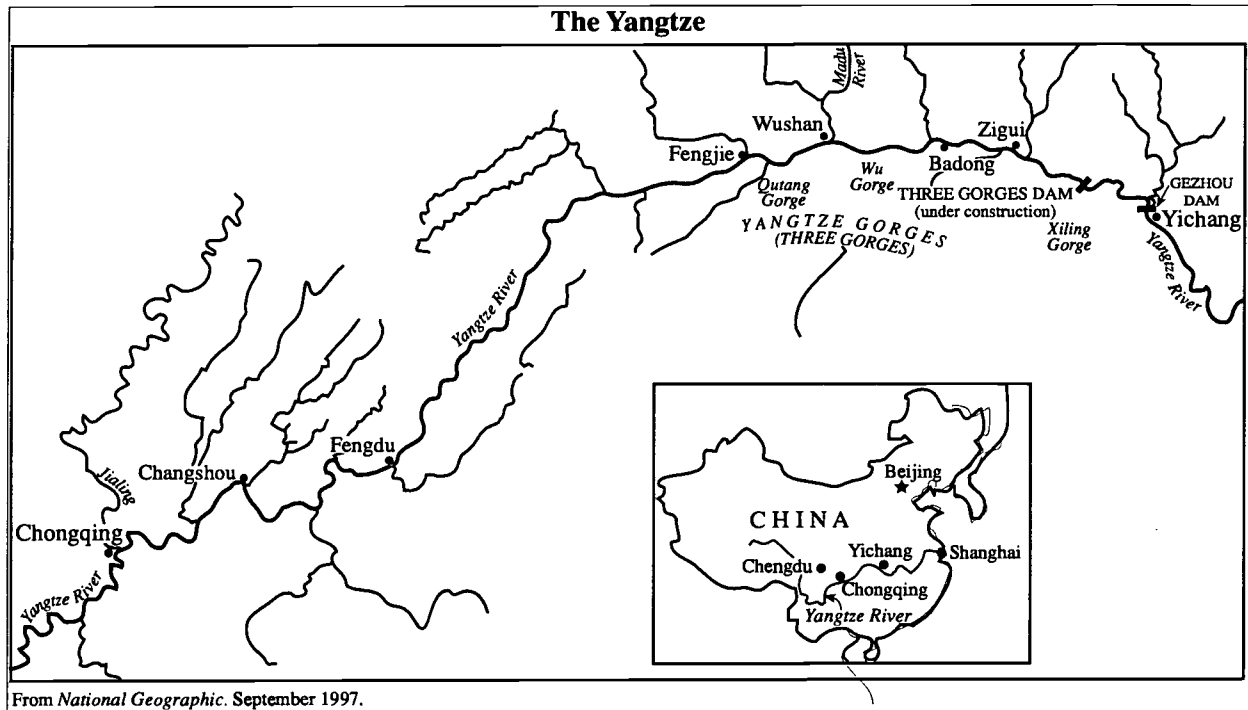 The Yangtze
Madu
River
Wushan
Zigui
Fengjie
Badong
Wu
Gorge
Qutang
Gorge
THREE GORGES DAM
(under construction)
GEZHOU
DAM
Yichang
YANGTZE GORGES
(THREE GORGES)
Xiling
Gorge
Yangtze River
Yangtze River
Fengdu
Changshou
Jialing
Chongqing
Yangtze River
Beijing
CHINA
Yichang
Shanghai
Chengdu
Chongqing
Yangtze River
From National Geographic. September 1997.